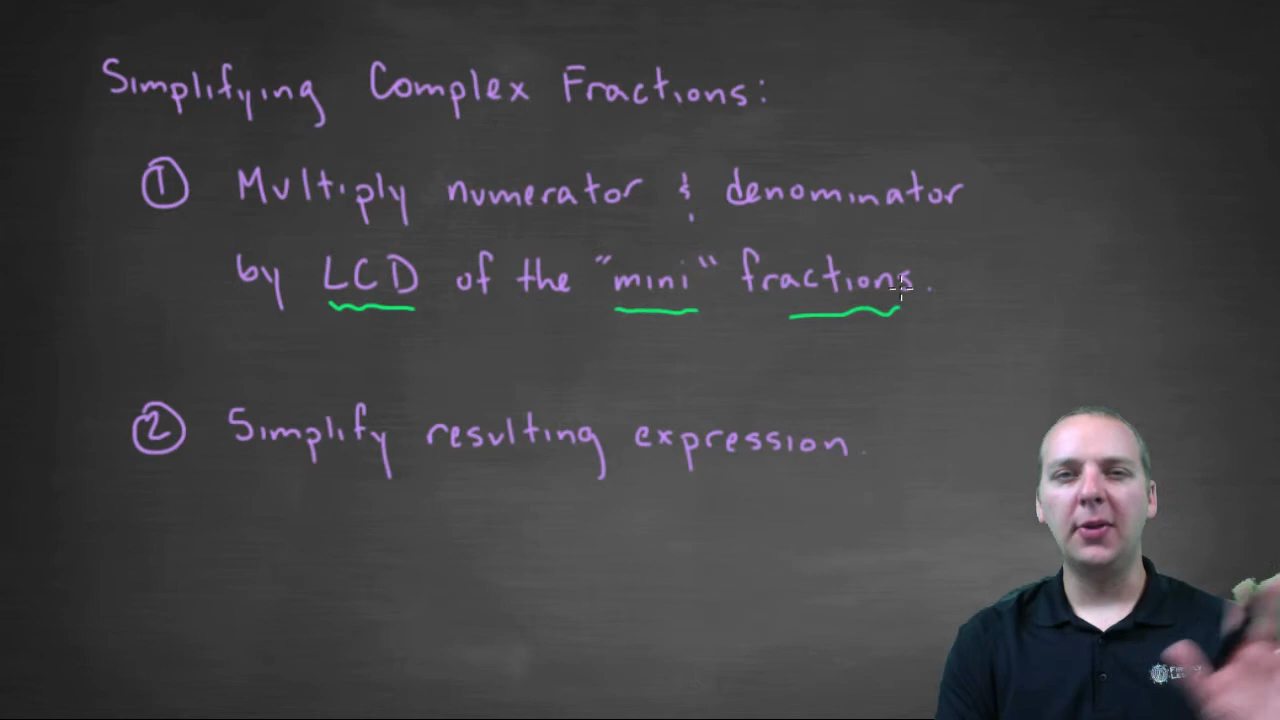 Simplifying Complex Fractions:
① Multiply numerator & denominator
by LCD of the "mini" fractions.
② Simplify resulting expression.